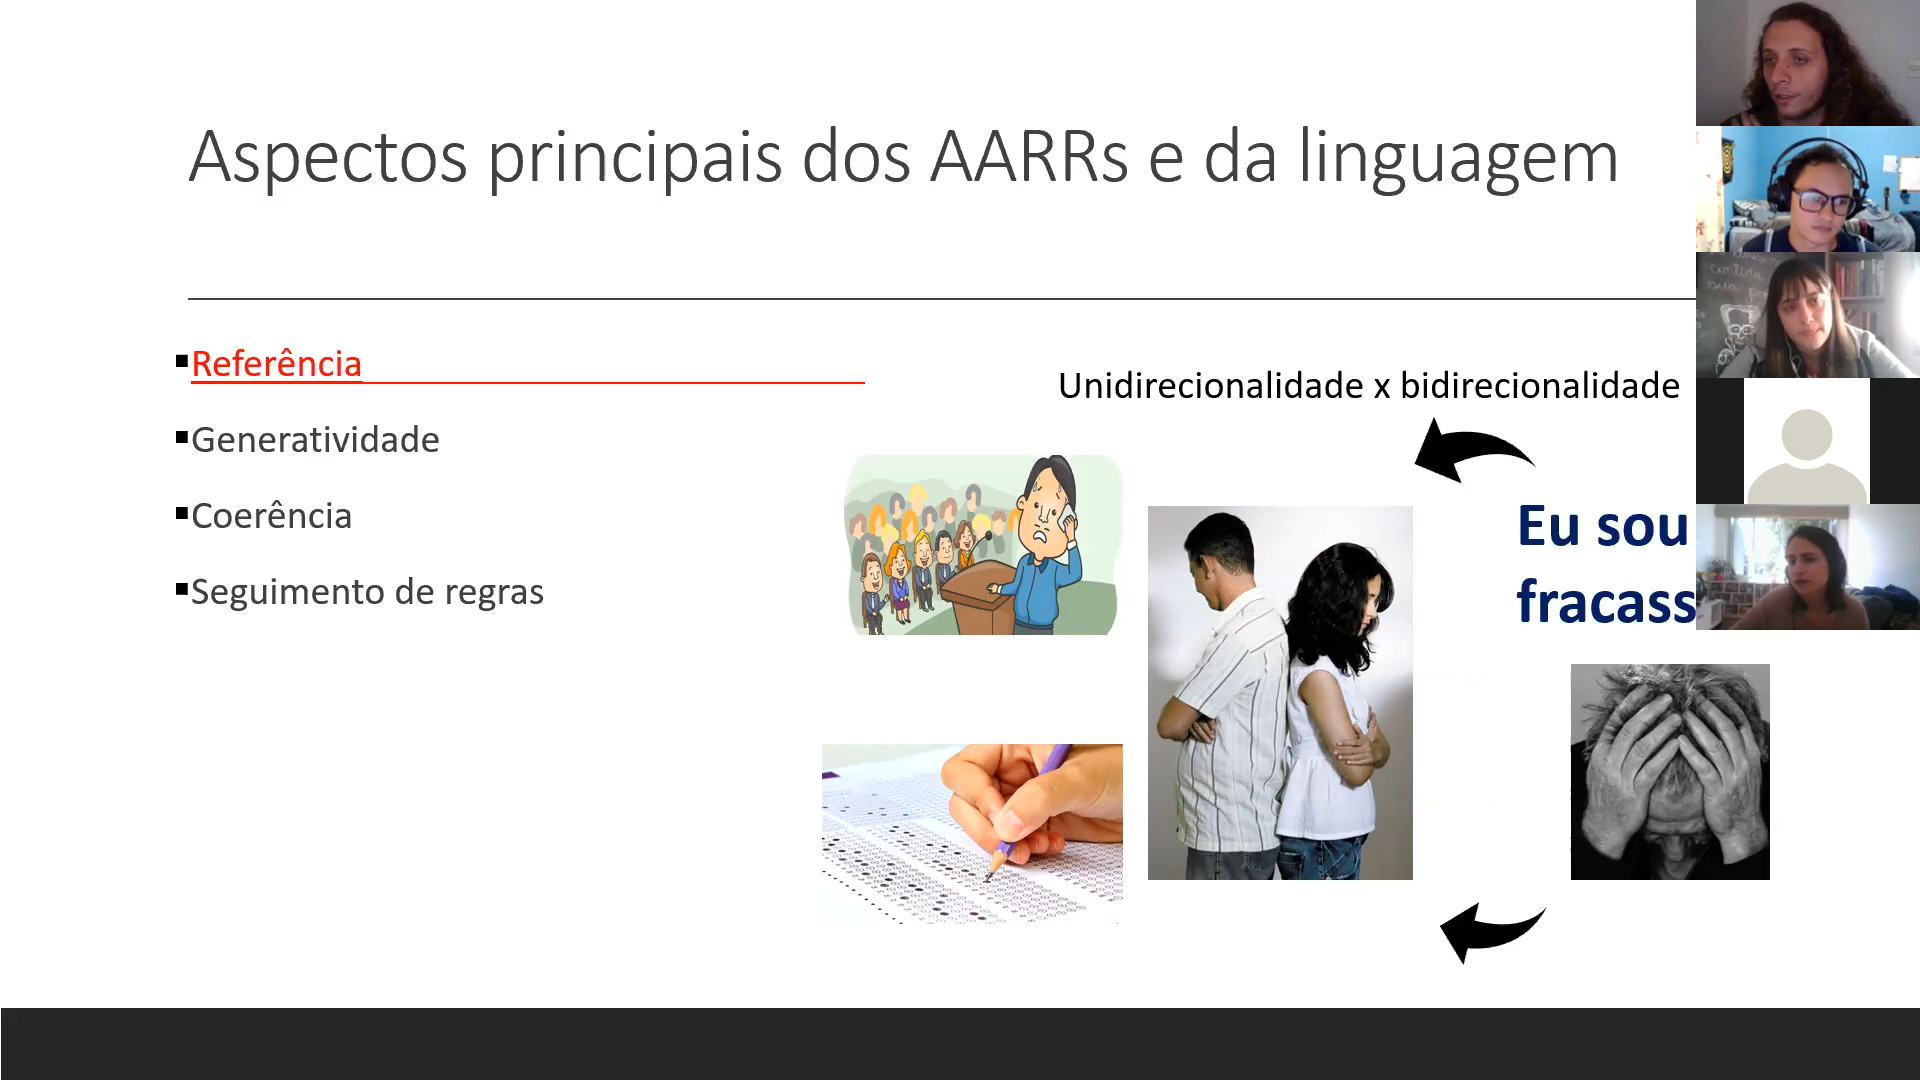 Aspectos principais dos AARRs e da linguagem
Referência
Generatividade
Coerência
Seguimento de regras
Unidirecionalidade x bidirecionalidade
Eu sou
fracass